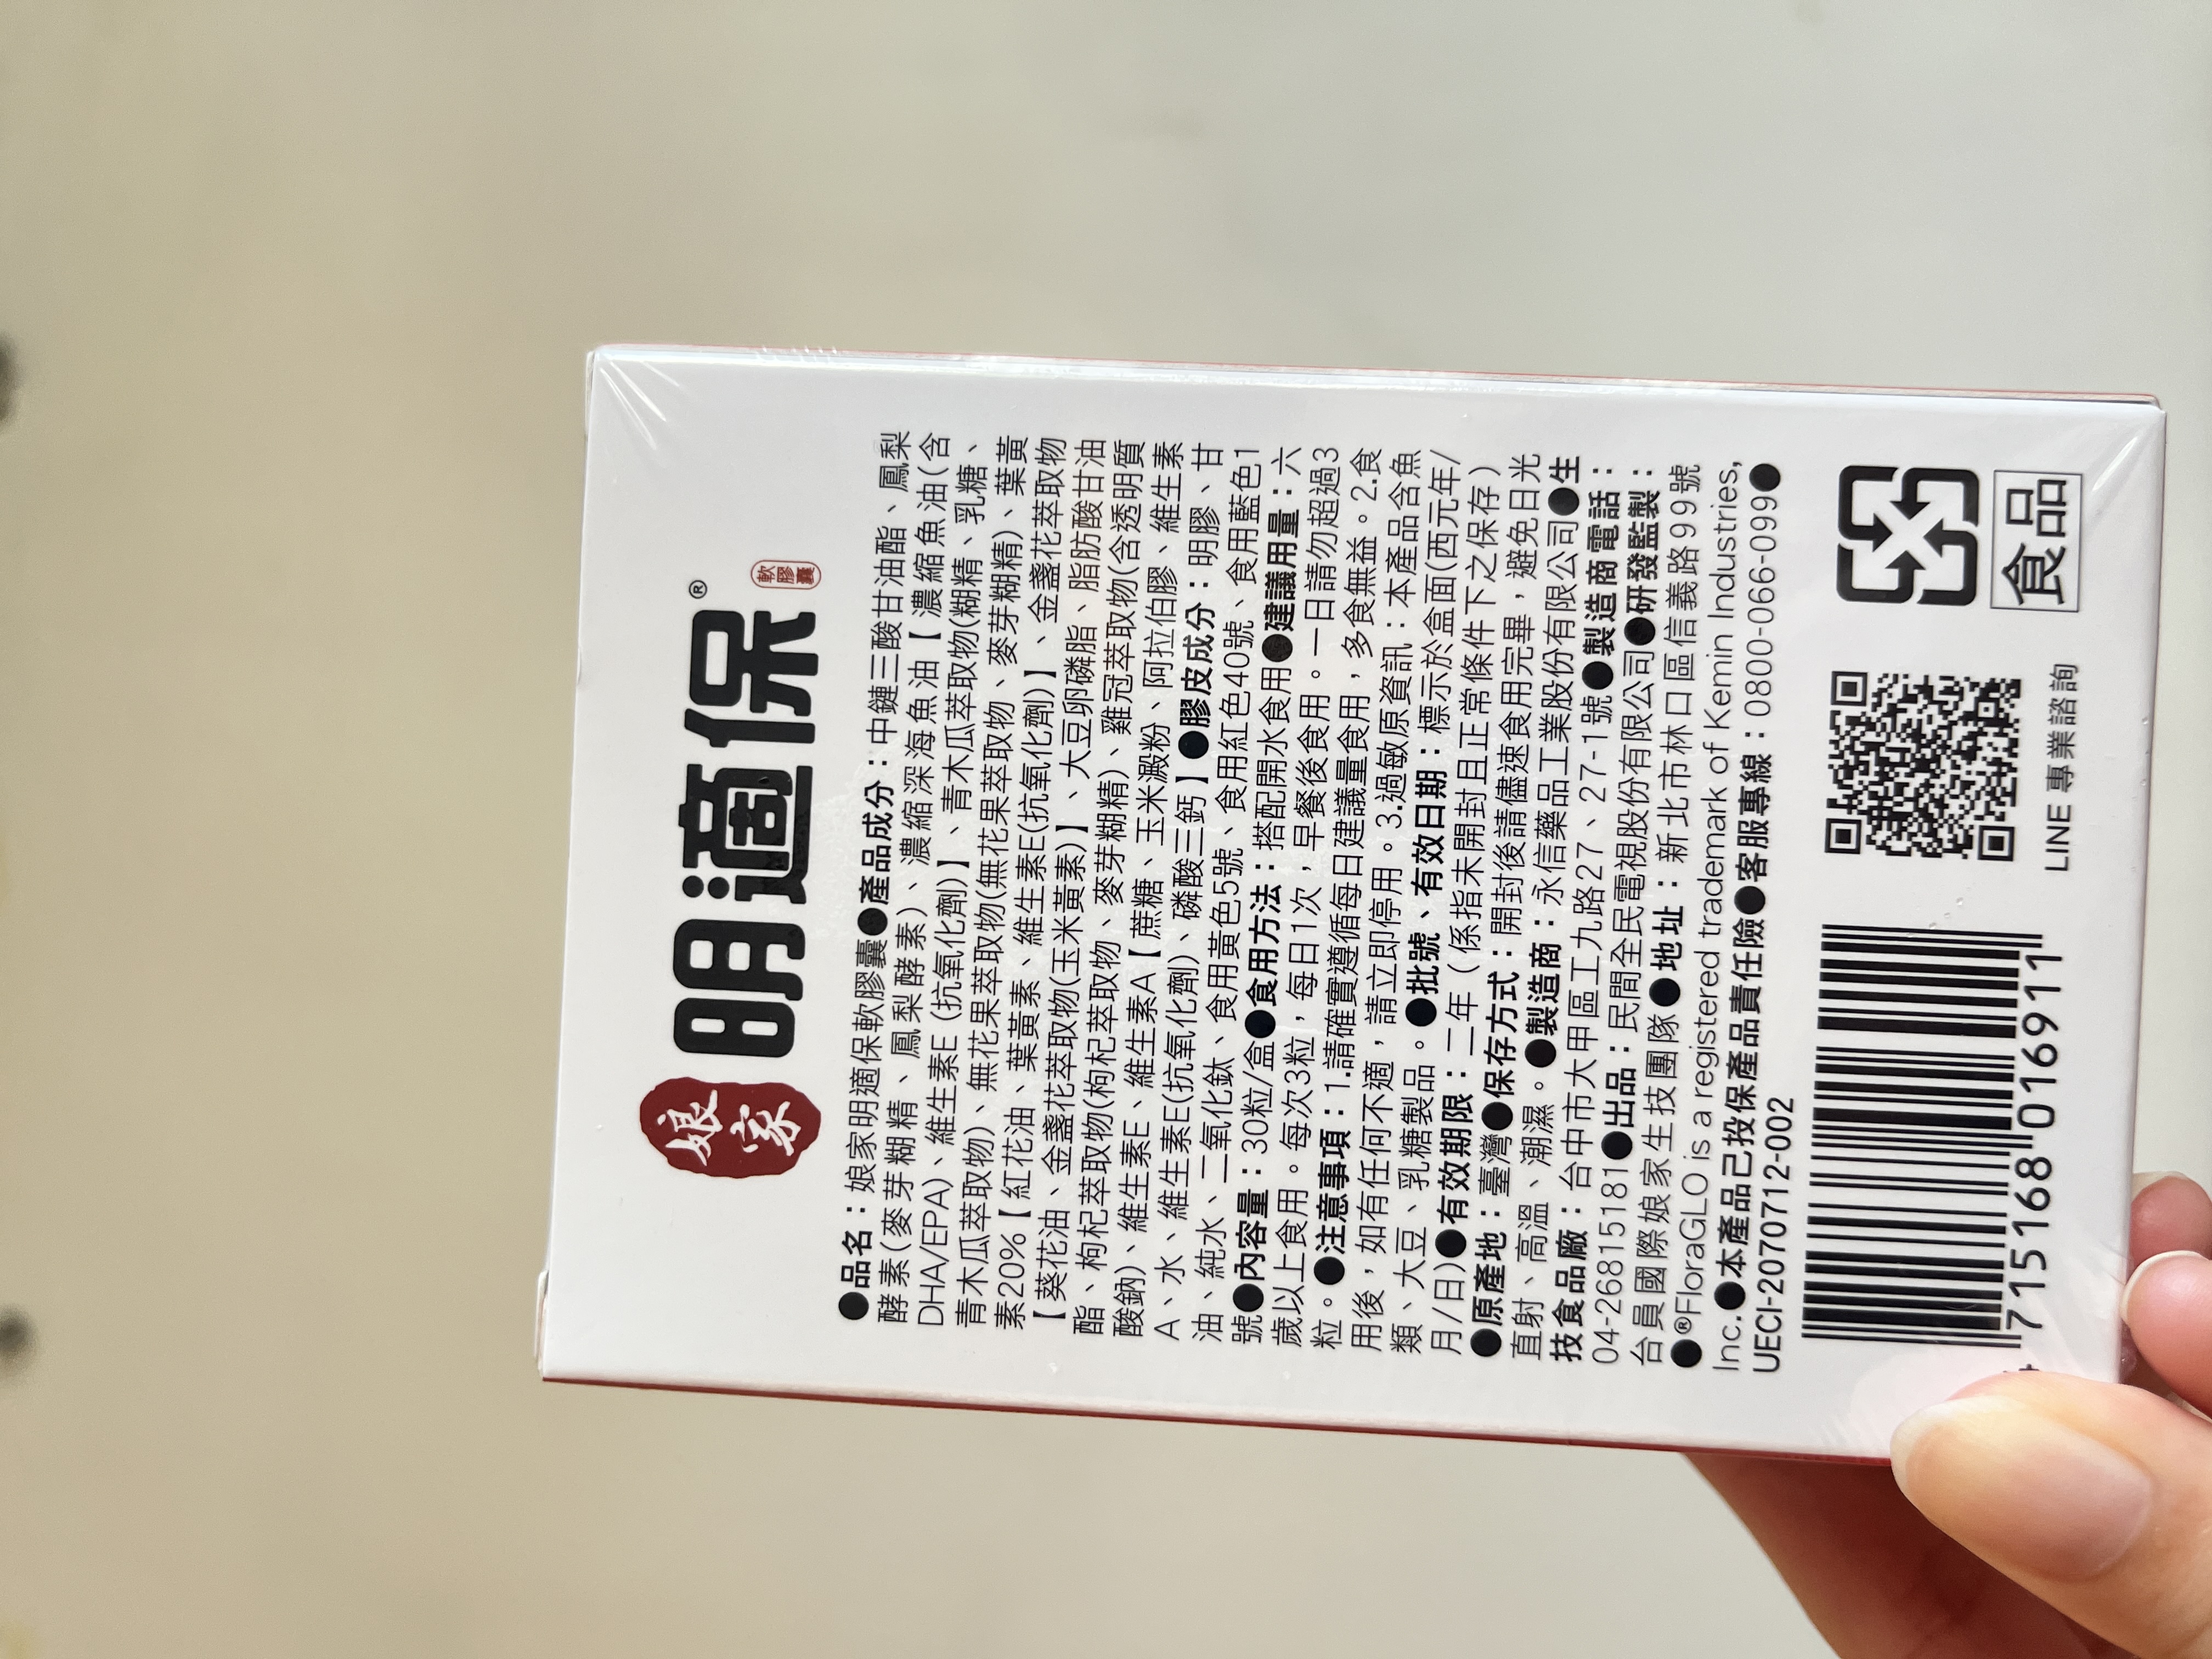 娘家
明適保®
軟膠囊
●品名：娘家明適保軟膠囊●產品成分：中鏈三酸甘油酯、鳳梨
酵素(麥芽糊精、鳳梨酵素)、濃縮深海魚油【濃縮魚油(含
DHA/EPA)、維生素E (抗氧化劑)】、青木瓜萃取物(糊精、乳糖、
青木瓜萃取物)、無花果萃取物(無花果萃取物、麥芽糊精)、葉黃
素20%【紅花油、葉黃素、維生素E(抗氧化劑)】、金盞花萃取物
【葵花油、金盞花萃取物(玉米黃素)】、大豆卵磷脂、脂肪酸甘油
酯、枸杞萃取物(枸杞萃取物、麥芽糊精)、雞冠萃取物(含透明質
酸鈉)、維生素E、維生素A【蔗糖、玉米澱粉、阿拉伯膠、維生素
A、水、維生素E(抗氧化劑)、磷酸三鈣】●膠皮成分：明膠、甘
油、純水、二氧化鈦、食用黃色5號、食用紅色40號、食用藍色1
號●內容量：30粒/盒●食用方法：搭配開水食用●建議用量：六
歲以上食用。每次3粒，每日1次，早餐後食用。一日請勿超過3
粒。●注意事項：1.請確實遵循每日建議量食用，多食無益。2.食
用後，如有任何不適，請立即停用。3.過敏原資訊：本產品含魚
類、大豆、乳糖製品。●批號、有效日期：標示於盒面(西元年/
月/日)●有效期限：二年（係指未開封且正常條件下之保存）
●原產地：臺灣●保存方式：開封後請儘速食用完畢，避免日光
直射、高溫、潮濕。●製造商：永信藥品工業股份有限公司●生
技食品廠：台中市大甲區工九路27、27-1號●製造商電話：
04-26815181●出品：民間全民電視股份有限公司●研發監製：
台員國際娘家生技團隊●地址：新北市林口區信義路99號
●®FloraGLO is a registered trademark of Kemin Industries,
Inc.●本產品已投保產品責任險●客服專線：0800-066-099●
UECI-2070712-002
4 715168 016911
LINE 專業諮詢
食品